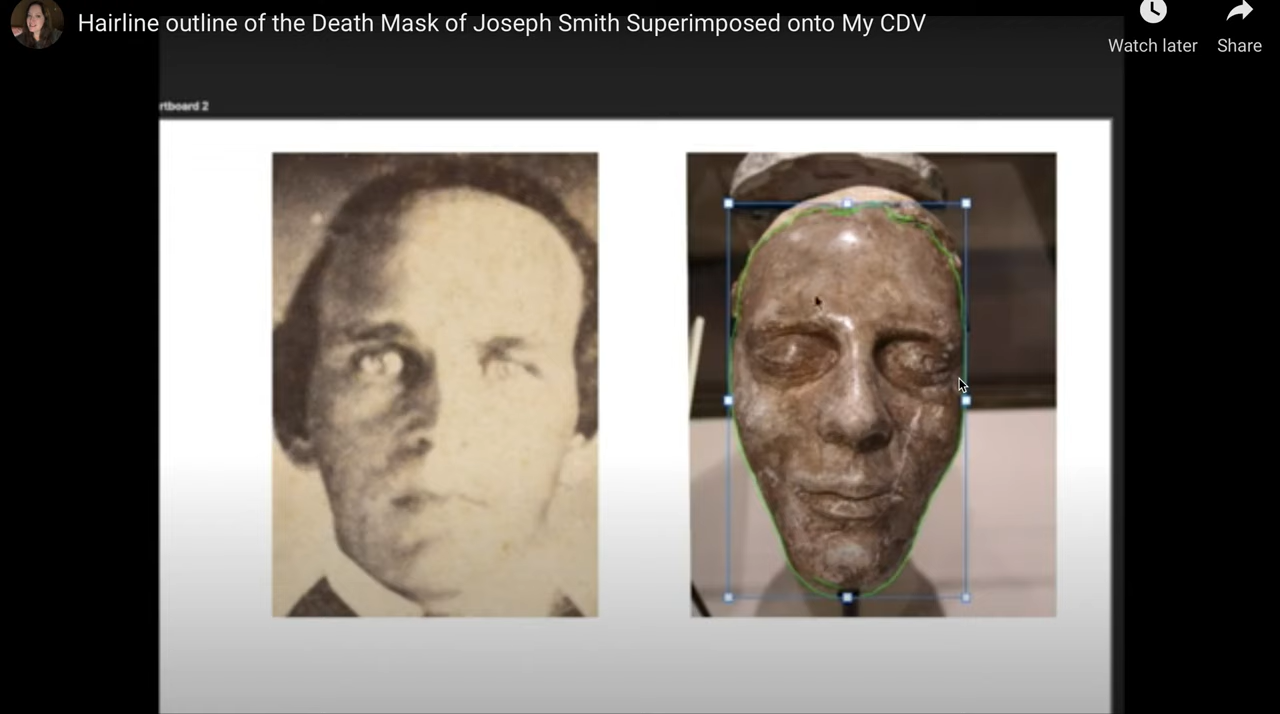 Hairline outline of the Death Mask of Joseph Smith Superimposed onto My CDV
Watch later
Share
rtboard 2